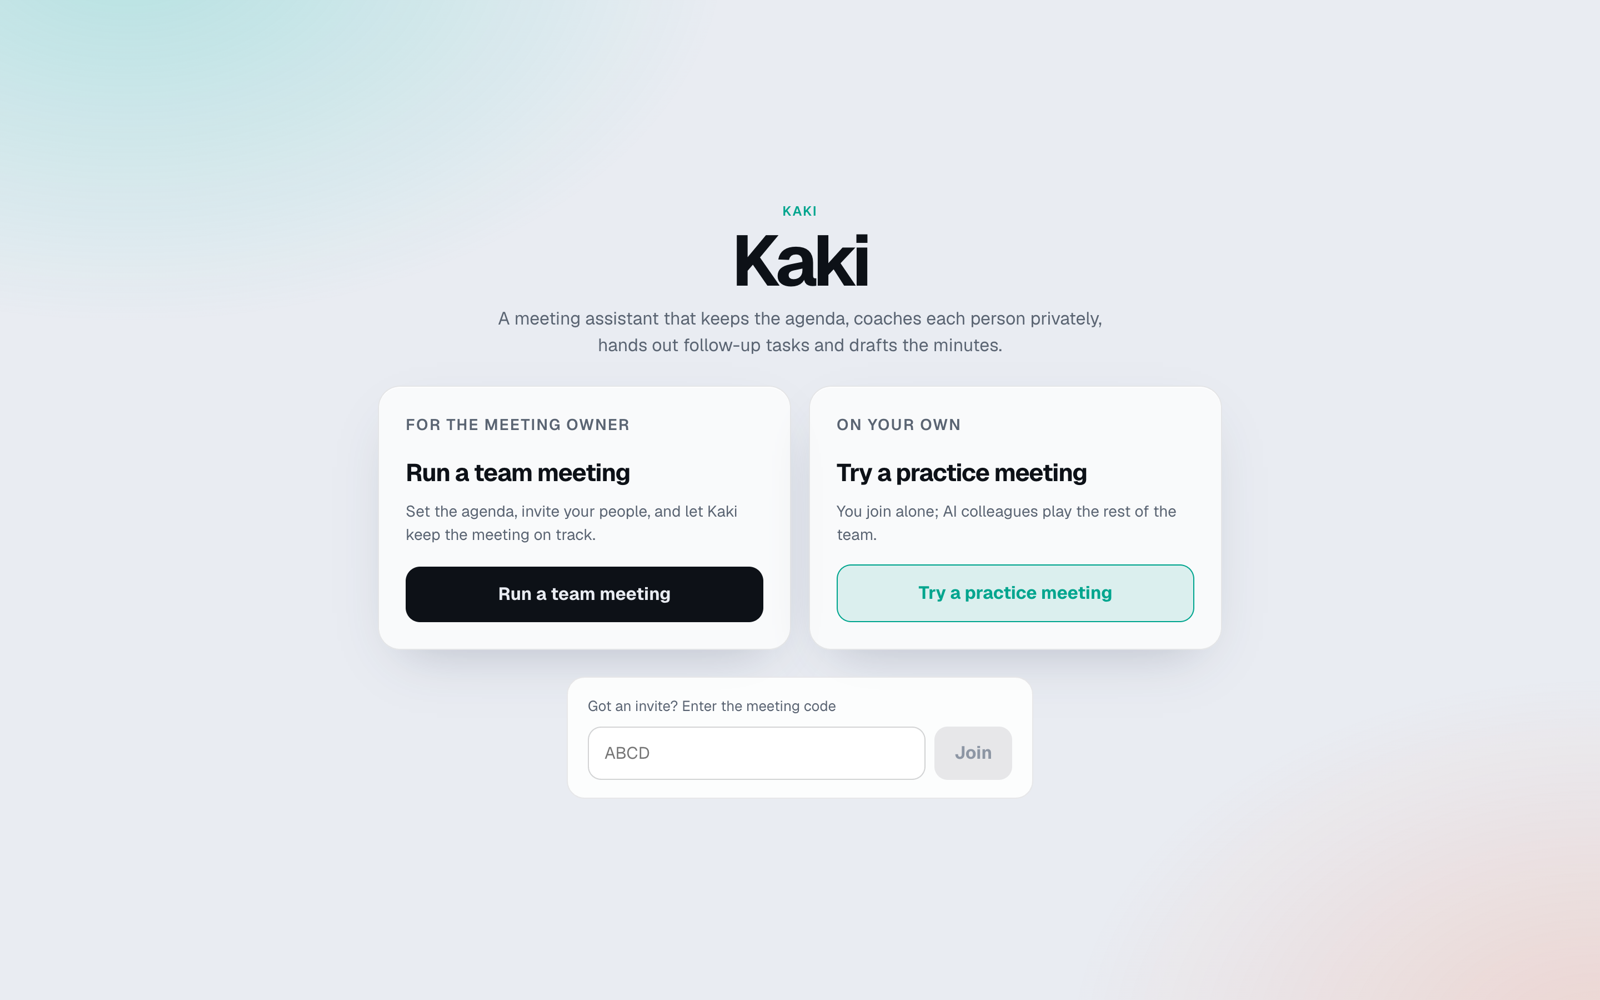 KAKI
Kaki
A meeting assistant that keeps the agenda, coaches each person privately,
hands out follow-up tasks and drafts the minutes.
FOR THE MEETING OWNER
Run a team meeting
Set the agenda, invite your people, and let Kaki
keep the meeting on track.
Run a team meeting
ON YOUR OWN
Try a practice meeting
You join alone; AI colleagues play the rest of the
team.
Try a practice meeting
Got an invite? Enter the meeting code
ABCD
Join